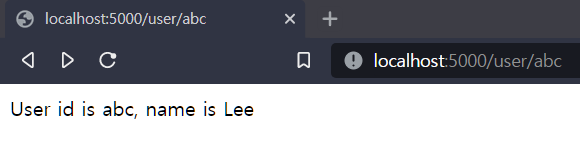 localhost:5000/user/abc
localhost:5000/user/abc
User id is abc, name is Lee